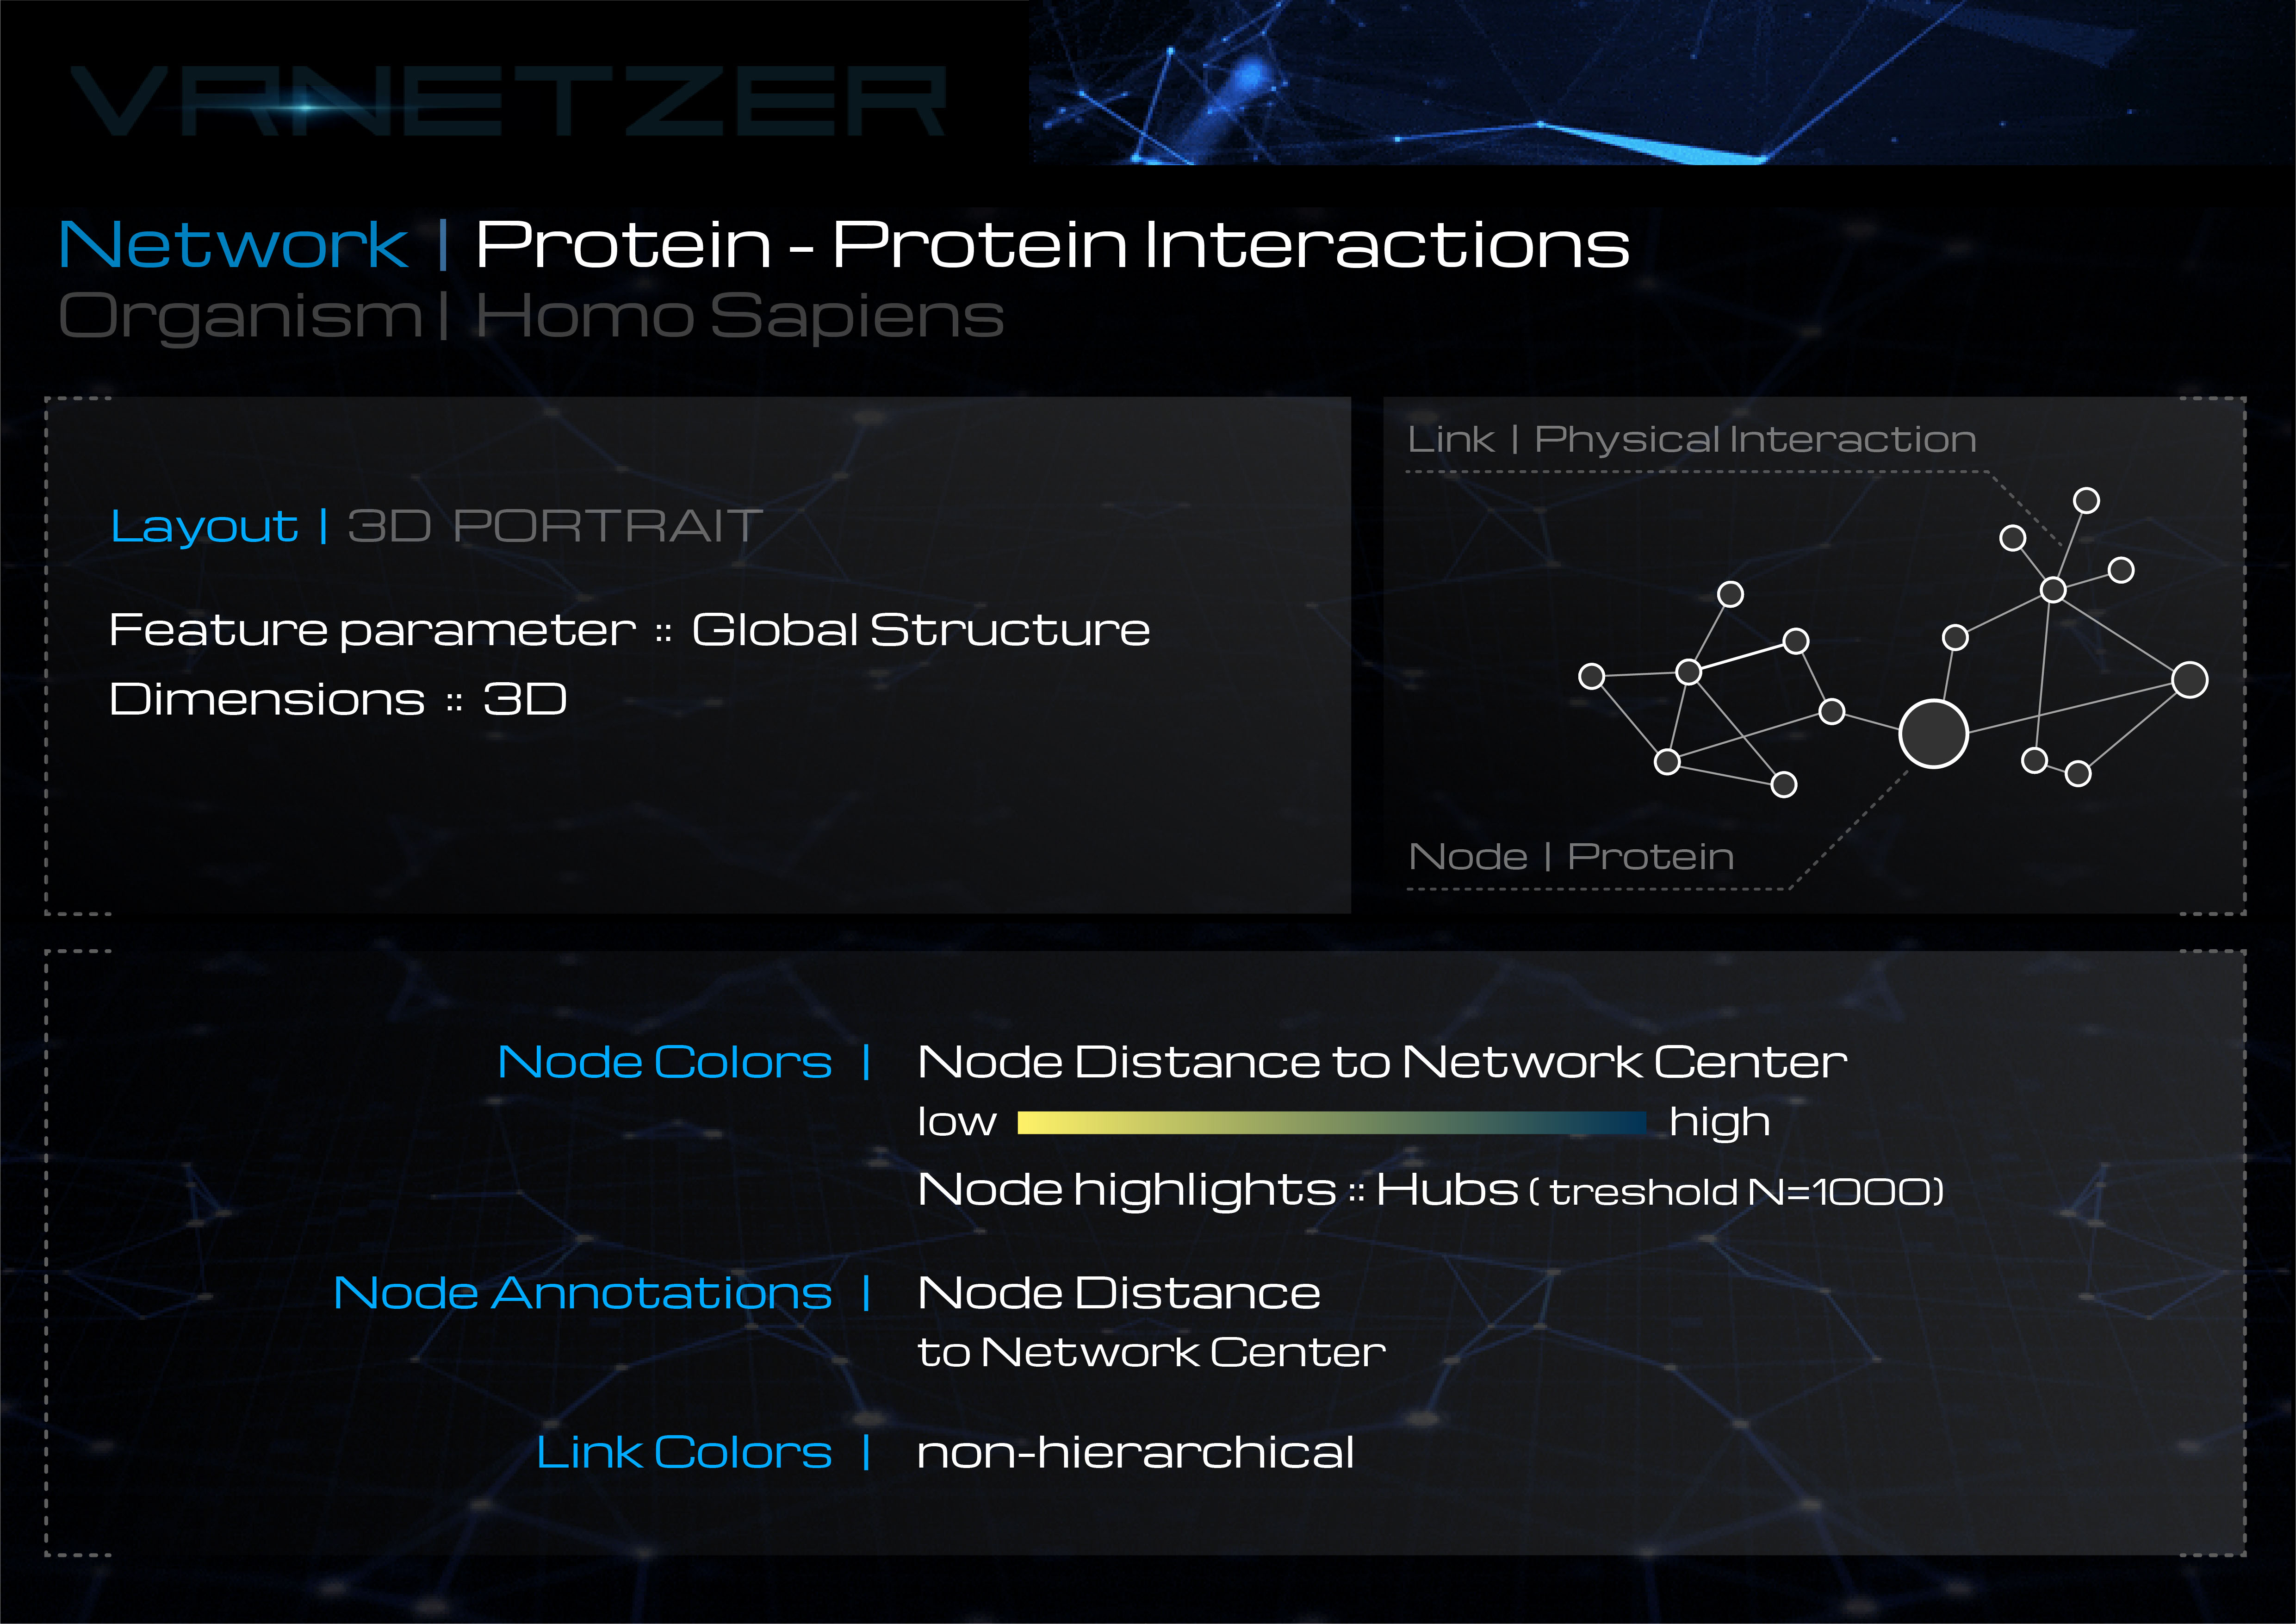 VRNETZER
Network | Protein - Protein Interactions
Organism | Homo Sapiens
Layout | 3D PORTRAIT
Feature parameter :: Global Structure
Dimensions :: 3D
Link | Physical Interaction
Node | Protein
Node Colors | Node Distance to Network Center
low high
Node highlights :: Hubs ( treshold N=1000)
Node Annotations | Node Distance
to Network Center
Link Colors | non-hierarchical